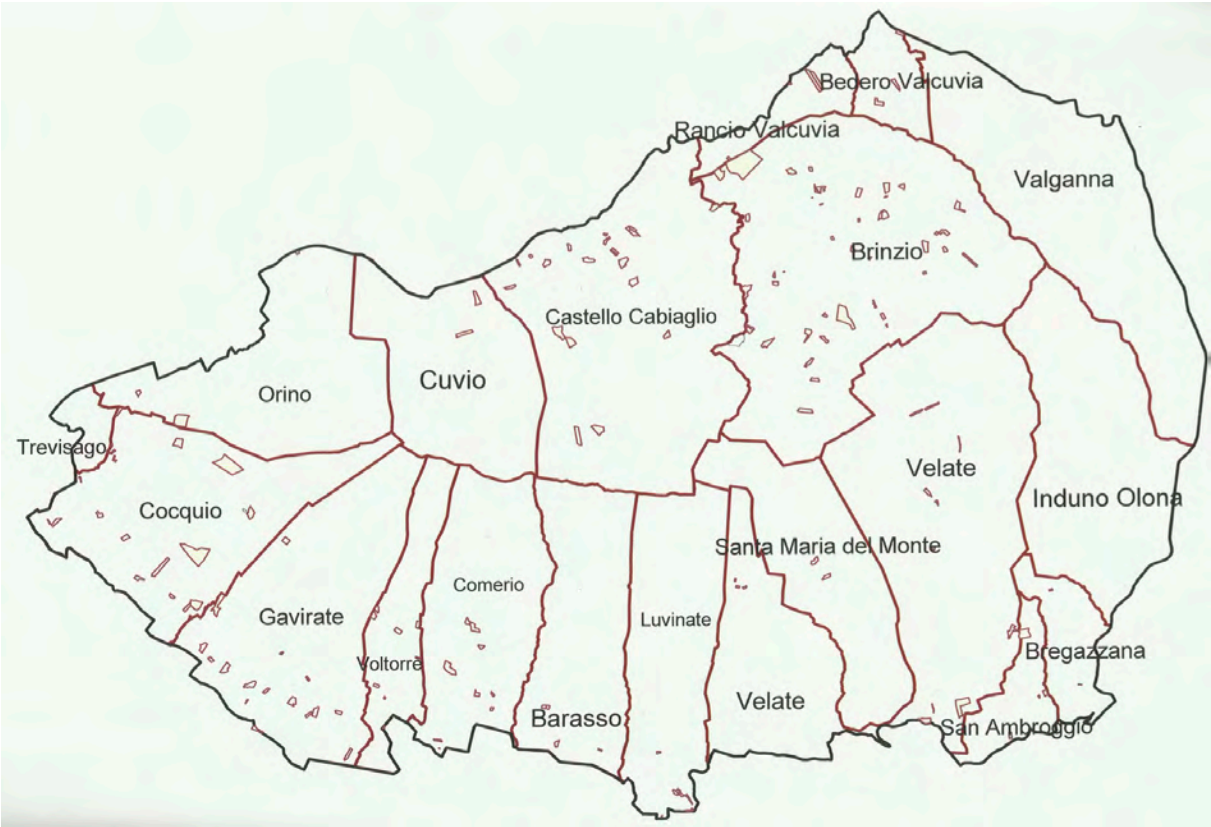 Bedero Valcuvia
Rancio Valcuvia
Valganna
Brinzio
Castello Cabiaglio
Cuvio
Orino
Trevisago
Velate
Induno Olona
Cocquio
Santa Maria del Monte
Comerio
Gavirate
Luvinate
Voltorre
Bregazzana
Velate
Barasso
San Ambroggio